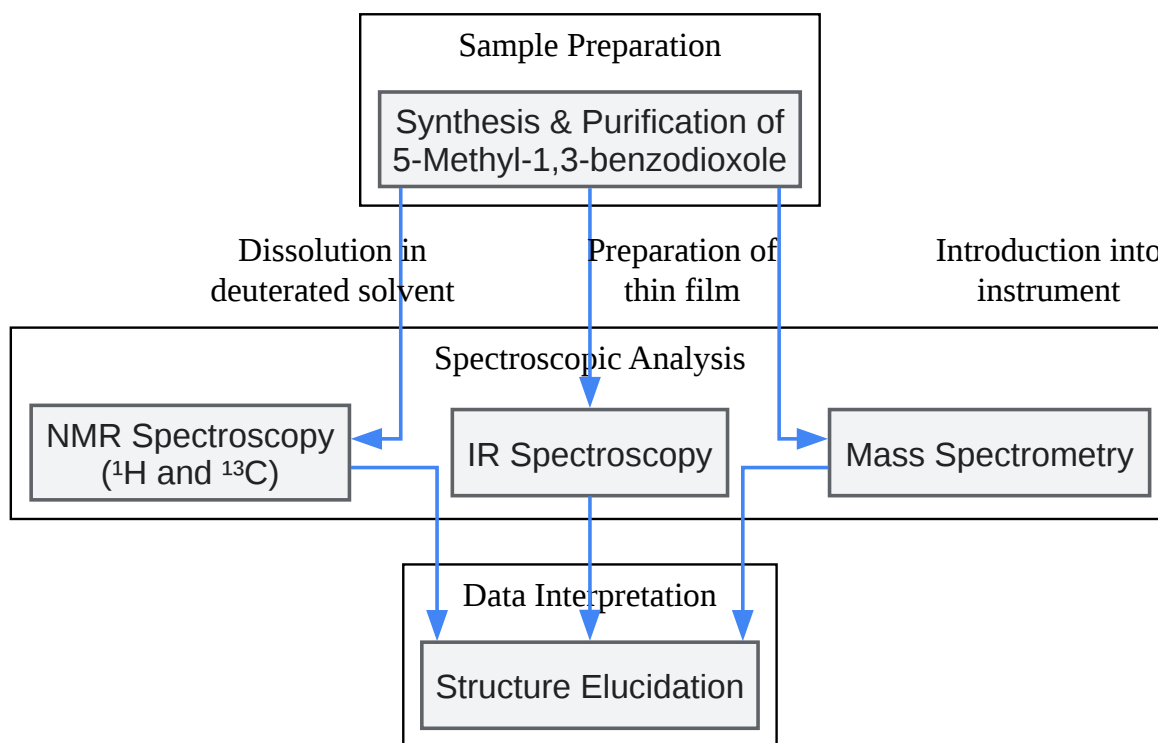 Sample Preparation
Synthesis & Purification of
5-Methyl-1,3-benzodioxole
Dissolution in
deuterated solvent
Preparation of
thin film
Introduction into
instrument
Spectroscopic Analysis
NMR Spectroscopy
(¹H and ¹³C)
IR Spectroscopy
Mass Spectrometry
Data Interpretation
Structure Elucidation